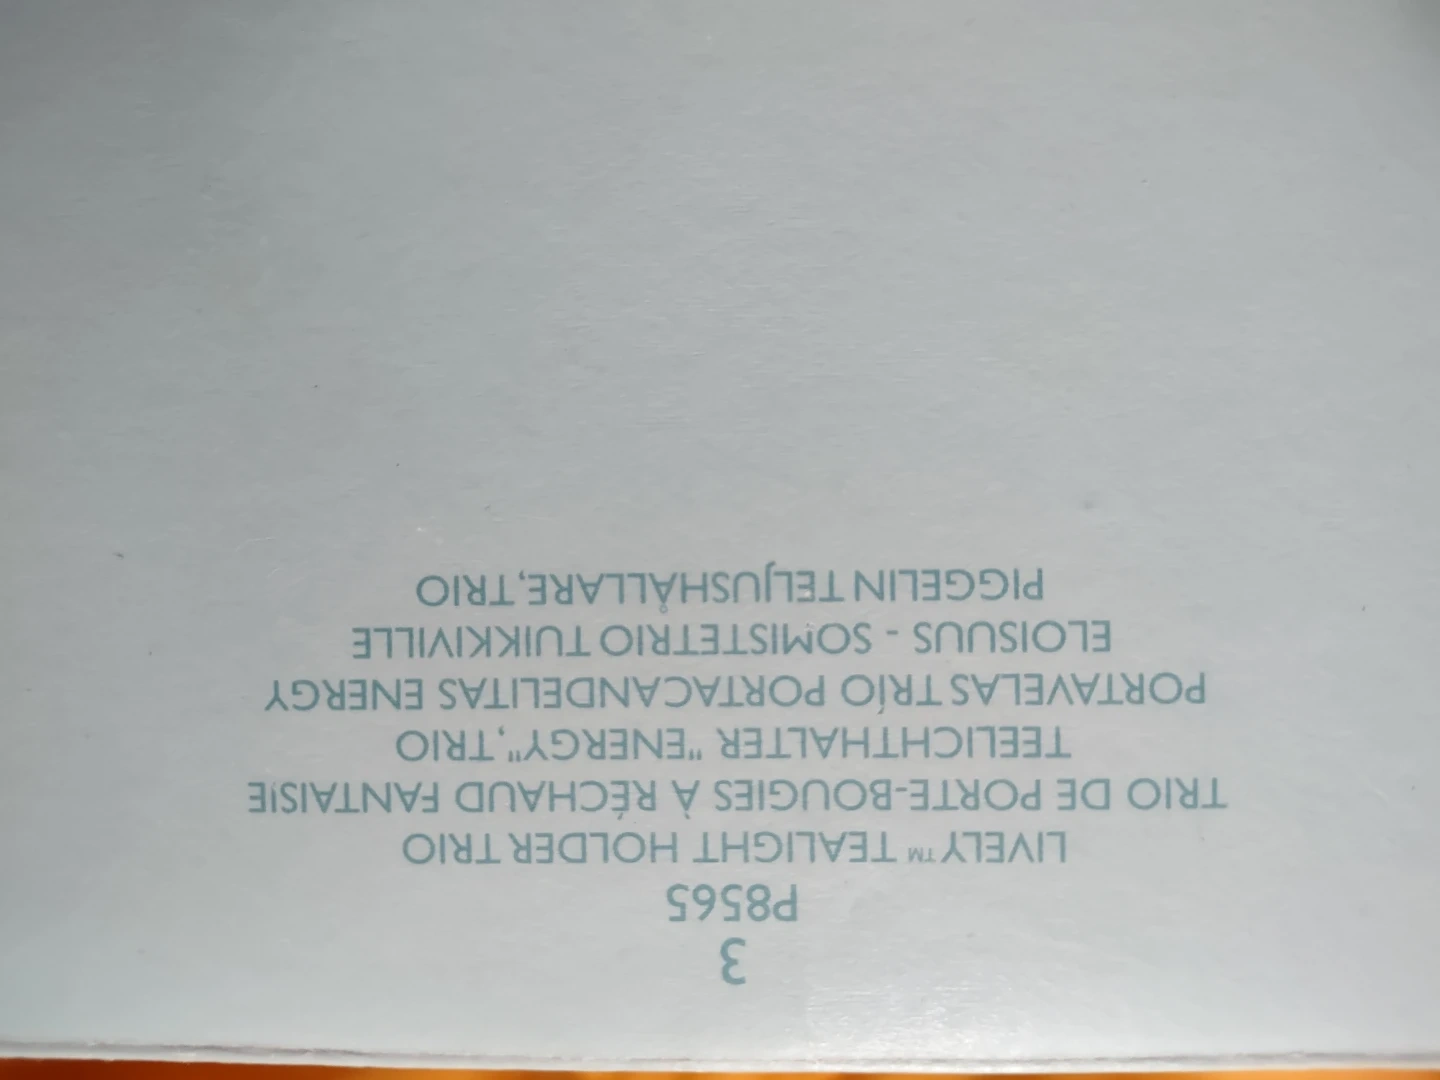 3
P8565
LIVELY™ TEALIGHT HOLDER TRIO
TRIO DE PORTE-BOUGIES À RÉCHAUD FANTAISIE
TEELICHTHALTER "ENERGY", TRIO
PORTAVELAS TRÍO PORTACANDELITAS ENERGY
ELOISUUS - SOMISTETRIO TUIKKIVILLE
PIGGELIN TELJUSHÅLLARE, TRIO